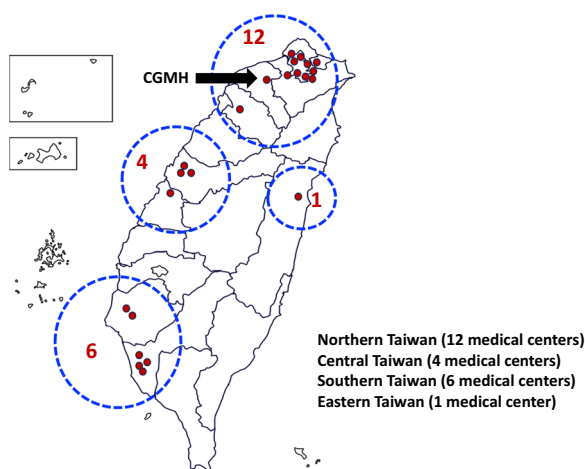 12
CGMH
4
1
6
Northern Taiwan (12 medical centers)
Central Taiwan (4 medical centers)
Southern Taiwan (6 medical centers)
Eastern Taiwan (1 medical center)